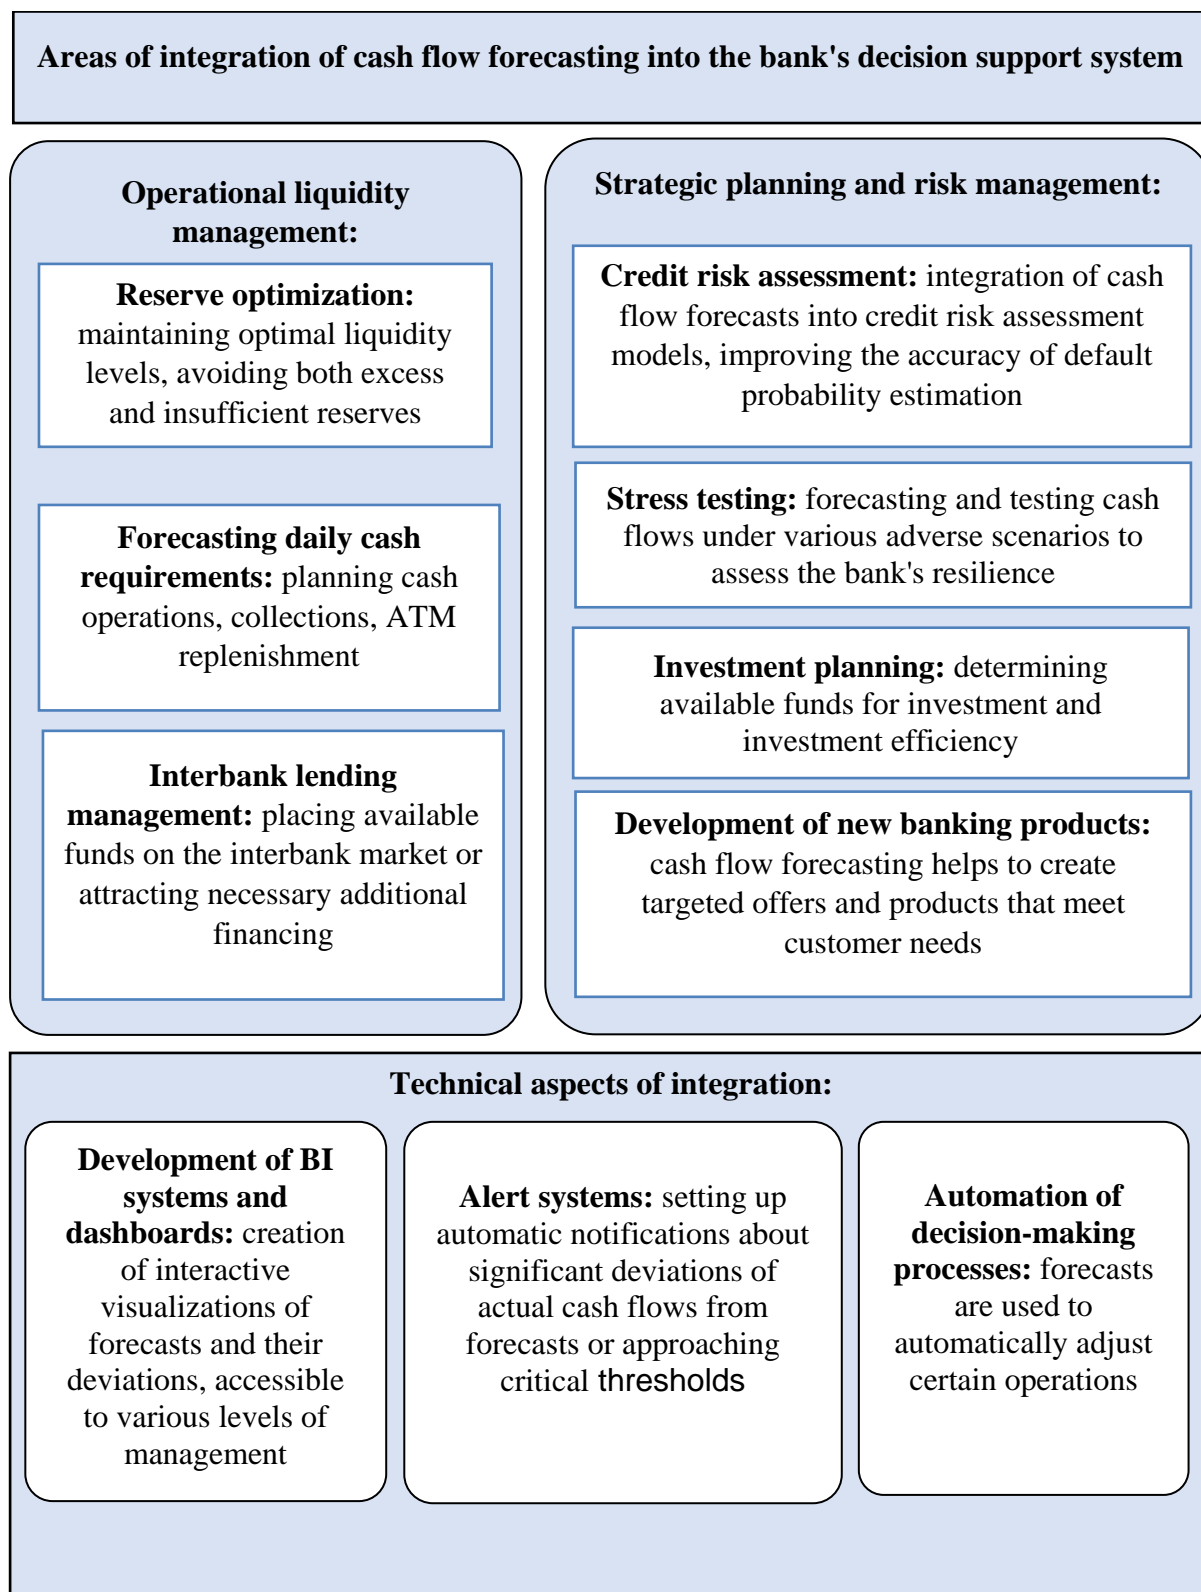 Areas of integration of cash flow forecasting into the bank's decision support system
Operational liquidity
management:
Reserve optimization:
maintaining optimal liquidity
levels, avoiding both excess
and insufficient reserves
Forecasting daily cash
requirements: planning cash
operations, collections, ATM
replenishment
Interbank lending
management: placing available
funds on the interbank market or
attracting necessary additional
financing
Strategic planning and risk management:
Credit risk assessment: integration of cash
flow forecasts into credit risk assessment
models, improving the accuracy of default
probability estimation
Stress testing: forecasting and testing cash
flows under various adverse scenarios to
assess the bank's resilience
Investment planning: determining
available funds for investment and
investment efficiency
Development of new banking products:
cash flow forecasting helps to create
targeted offers and products that meet
customer needs
Technical aspects of integration:
Development of BI
systems and
dashboards: creation
of interactive
visualizations of
forecasts and their
deviations, accessible
to various levels of
management
Alert systems: setting up
automatic notifications about
significant deviations of
actual cash flows from
forecasts or approaching
critical thresholds
Automation of
decision-making
processes: forecasts
are used to
automatically adjust
certain operations